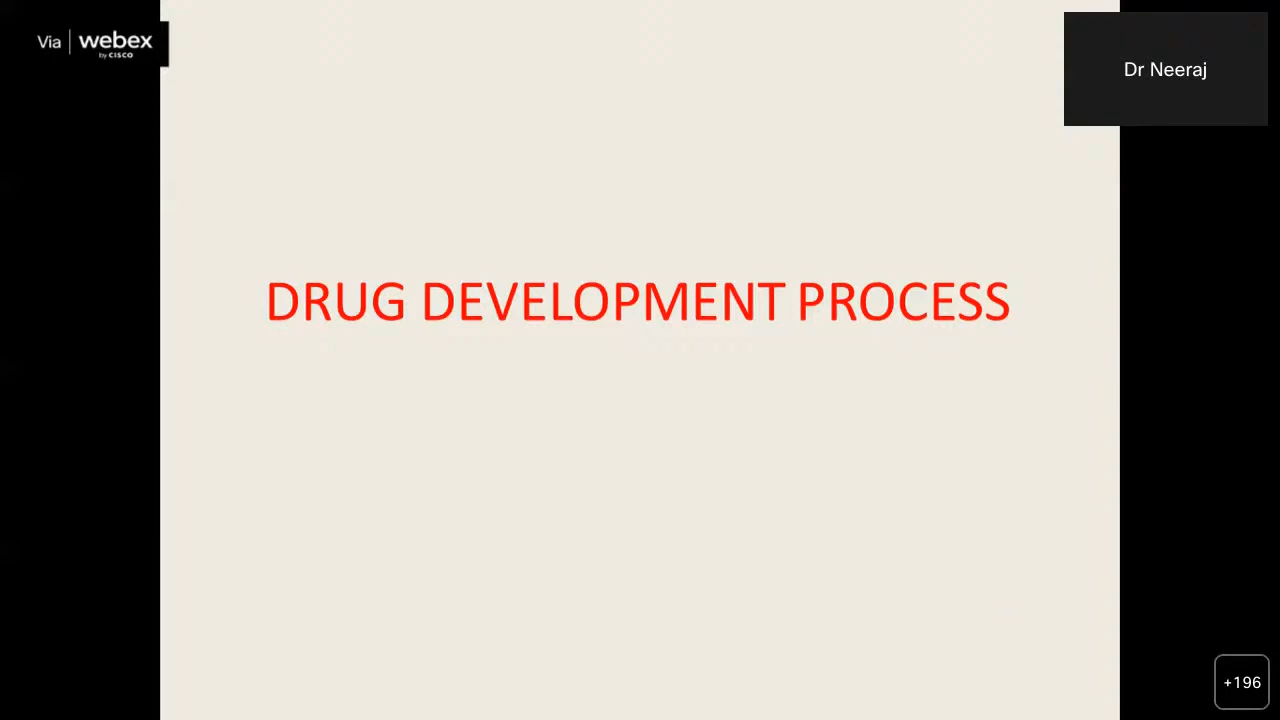 Via | webex
by CISCO
Dr Neeraj
DRUG DEVELOPMENT PROCESS
+196